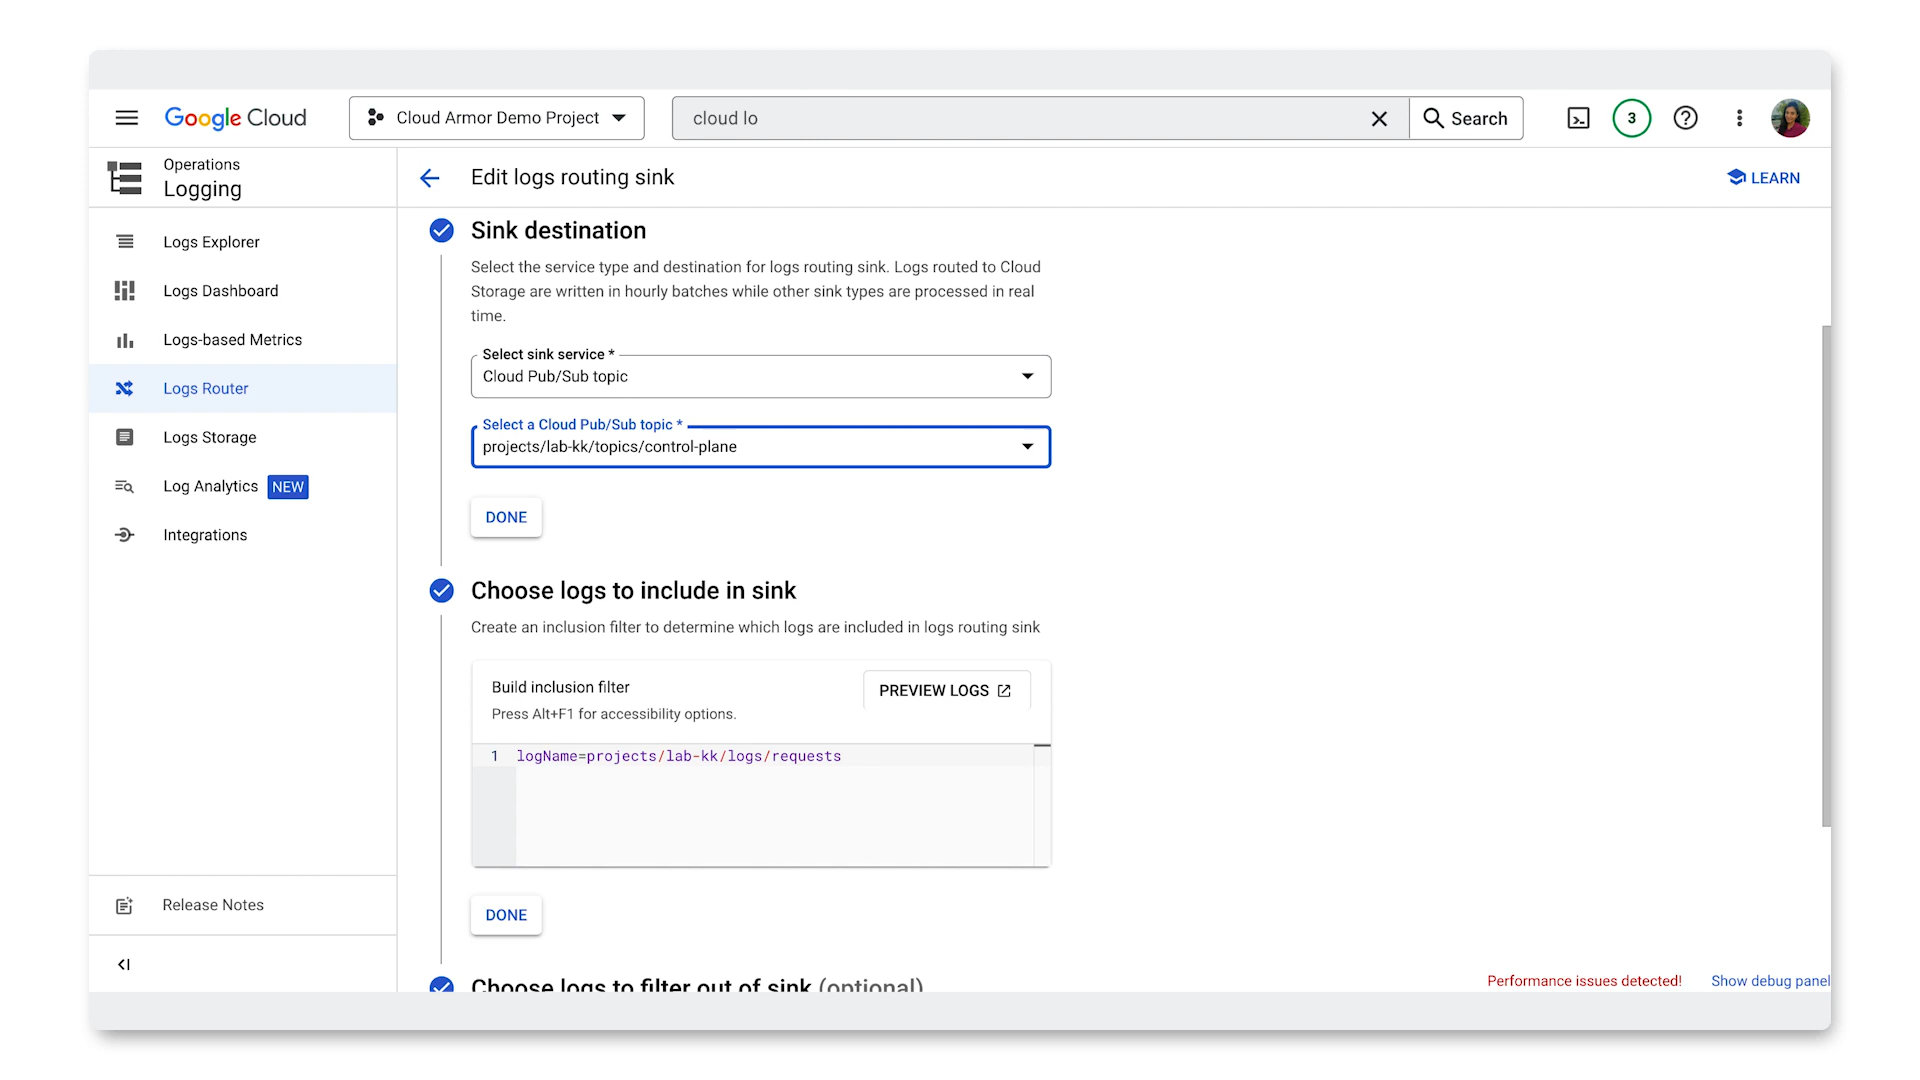 Google Cloud
Cloud Armor Demo Project
cloud lo
Search
3
Operations
Logging
Edit logs routing sink
LEARN
Logs Explorer
Logs Dashboard
Logs-based Metrics
Logs Router
Logs Storage
Log Analytics NEW
Integrations
Release Notes
Sink destination
Select the service type and destination for logs routing sink. Logs routed to Cloud
Storage are written in hourly batches while other sink types are processed in real
time.
Select sink service *
Cloud Pub/Sub topic
Select a Cloud Pub/Sub topic *
projects/lab-kk/topics/control-plane
DONE
Choose logs to include in sink
Create an inclusion filter to determine which logs are included in logs routing sink
Build inclusion filter
PREVIEW LOGS
Press Alt+F1 for accessibility options.
1 logName=projects/lab-kk/logs/requests
DONE
Choose logs to filter out of sink (optional)
Performance issues detected!
Show debug panel